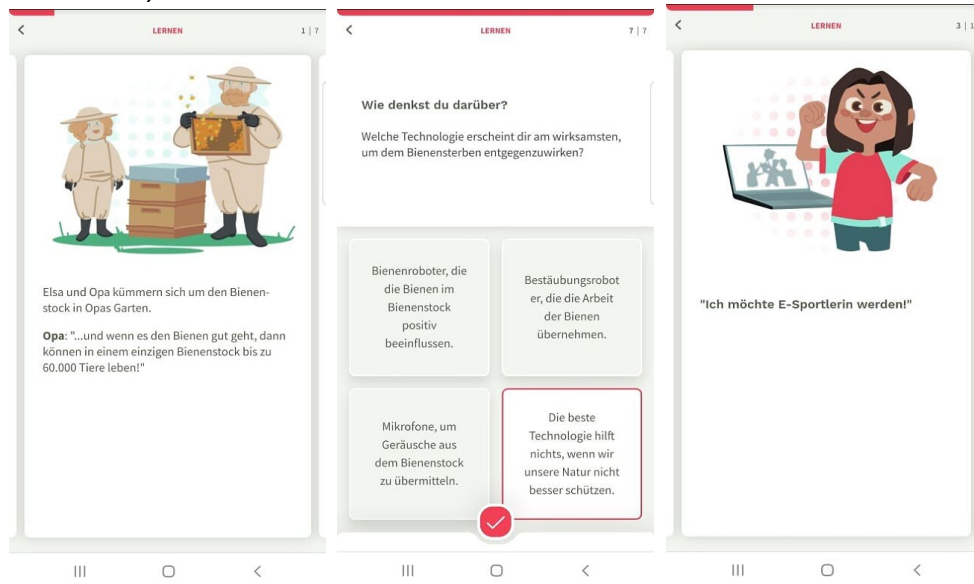 LERNEN
1 | 7
Elsa und Opa kümmern sich um den Bienen-
stock in Opas Garten.
Opa: "...und wenn es den Bienen gut geht, dann
können in einem einzigen Bienenstock bis zu
60.000 Tiere leben!"
LERNEN
7 | 7
Wie denkst du darüber?
Welche Technologie erscheint dir am wirksamsten,
um dem Bienensterben entgegenzuwirken?
Bienenroboter, die
die Bienen im
Bienenstock
positiv
beeinflussen.
Bestäubungsrobot
er, die die Arbeit
der Bienen
übernehmen.
Mikrofone, um
Geräusche aus
dem Bienenstock
zu übermitteln.
Die beste
Technologie hilft
nichts, wenn wir
unsere Natur nicht
besser schützen.
LERNEN
3 | 1
"Ich möchte E-Sportlerin werden!"